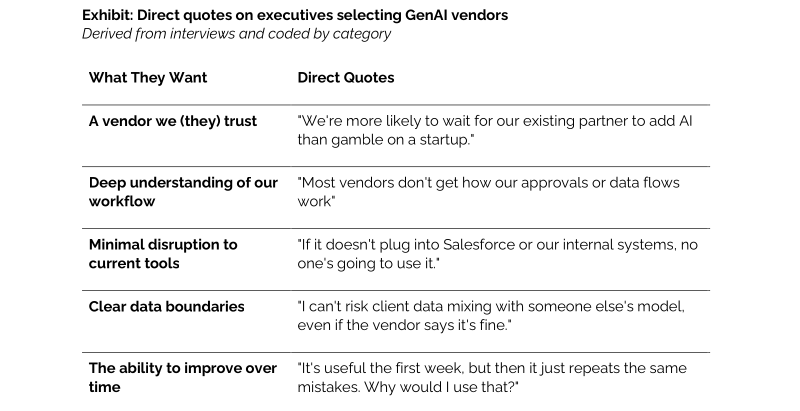 Exhibit: Direct quotes on executives selecting GenAI vendors
Derived from interviews and coded by category
What They Want
Direct Quotes
A vendor we (they) trust
"We're more likely to wait for our existing partner to add AI
than gamble on a startup."
Deep understanding of our
workflow
"Most vendors don't get how our approvals or data flows
work"
Minimal disruption to
current tools
"If it doesn't plug into Salesforce or our internal systems, no
one's going to use it."
Clear data boundaries
"I can't risk client data mixing with someone else's model,
even if the vendor says it's fine."
The ability to improve over
time
"It's useful the first week, but then it just repeats the same
mistakes. Why would I use that?"